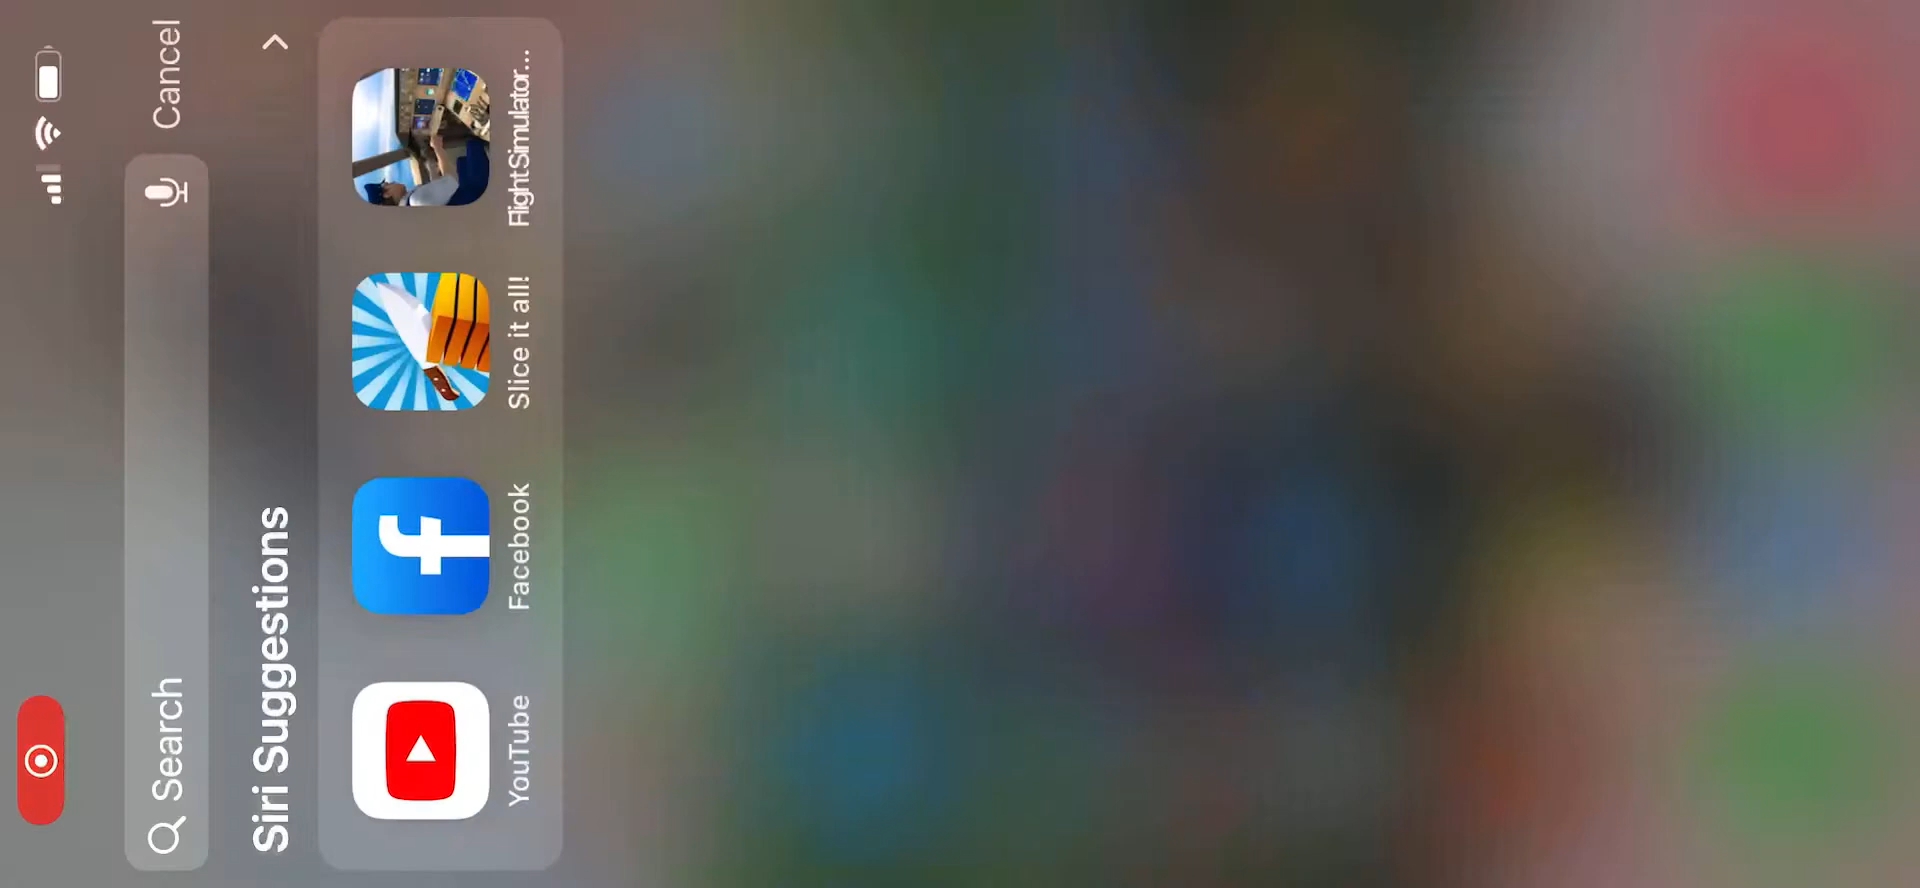 Search
Cancel
Siri Suggestions
YouTube
Facebook
Slice it all!
FlightSimulator...